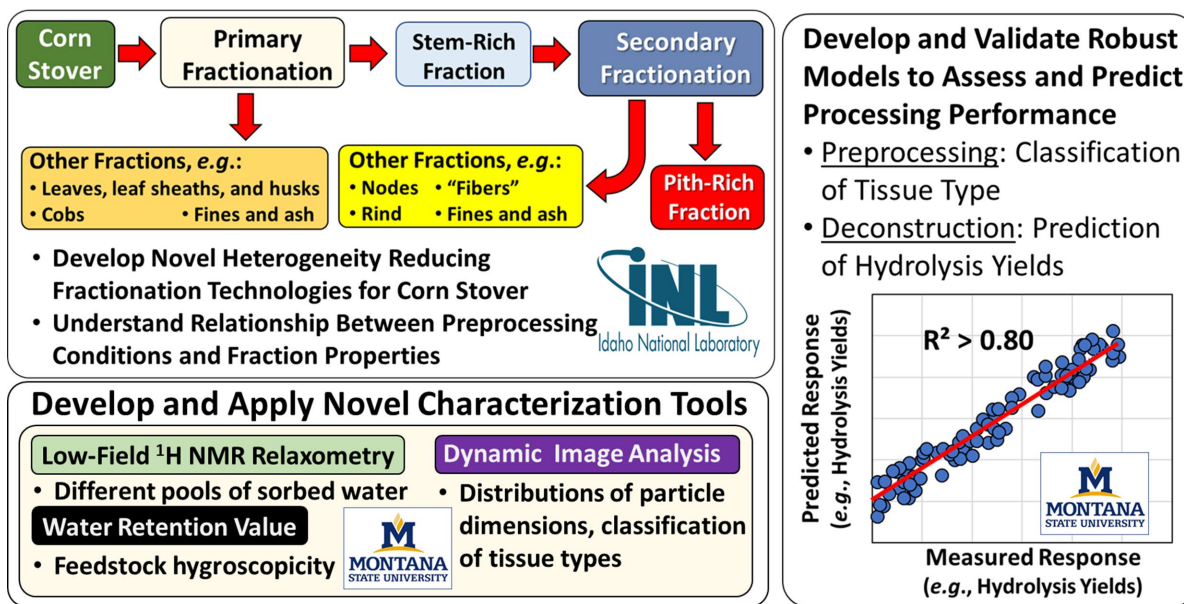 Corn
Stover
Primary
Fractionation
Stem-Rich
Fraction
Secondary
Fractionation
Other Fractions, e.g.:
• Leaves, leaf sheaths, and husks
• Cobs • Fines and ash
Other Fractions, e.g.:
• Nodes • “Fibers”
• Rind • Fines and ash
Pith-Rich
Fraction
• Develop Novel Heterogeneity Reducing
Fractionation Technologies for Corn Stover
• Understand Relationship Between Preprocessing
Conditions and Fraction Properties
INL
Idaho National Laboratory
Develop and Apply Novel Characterization Tools
Low-Field ¹H NMR Relaxometry
• Different pools of sorbed water
Water Retention Value
• Feedstock hygroscopicity
M
MONTANA
STATE UNIVERSITY
Dynamic Image Analysis
• Distributions of particle
dimensions, classification
of tissue types
Develop and Validate Robust
Models to Assess and Predict
Processing Performance
• Preprocessing: Classification
of Tissue Type
• Deconstruction: Prediction
of Hydrolysis Yields
Predicted Response
(e.g., Hydrolysis Yields)
R² > 0.80
M
MONTANA
STATE UNIVERSITY
Measured Response
(e.g., Hydrolysis Yields)